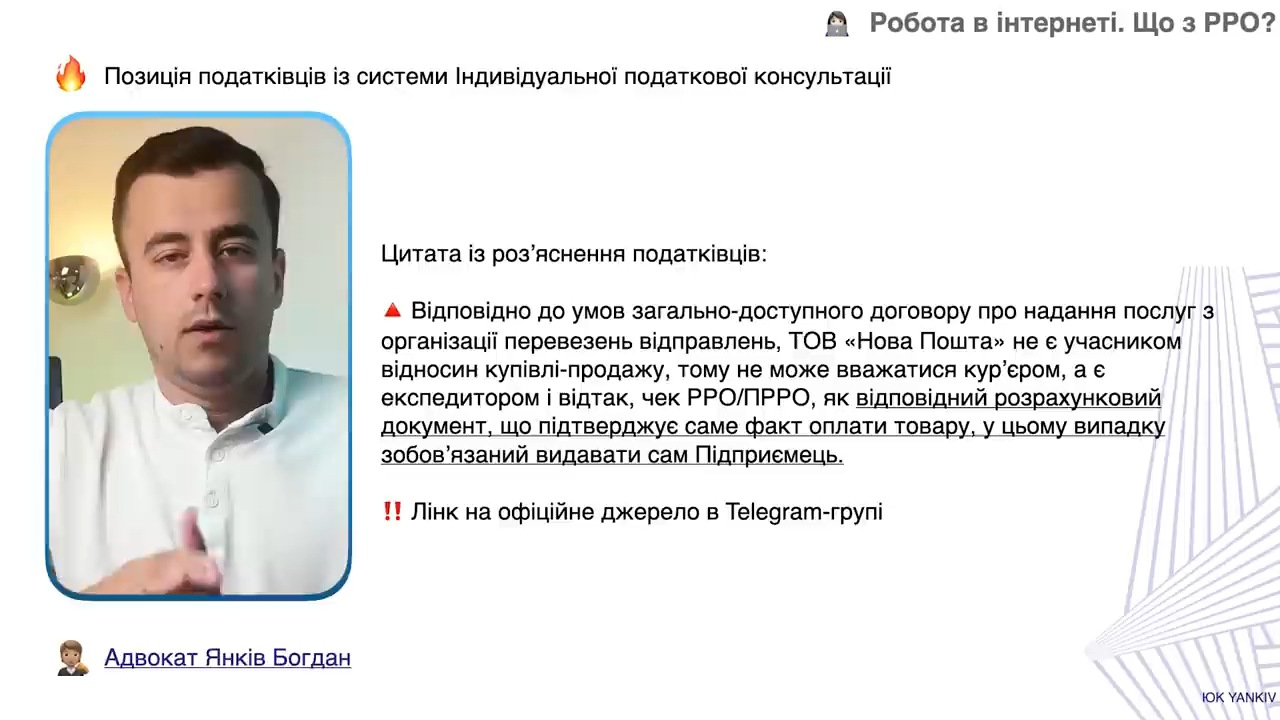 Робота в інтернеті. Що з РРО?
Позиція податківців із системи Індивідуальної податкової консультації
Цитата із роз’яснення податківців:
Відповідно до умов загально-доступного договору про надання послуг з
організації перевезень відправлень, ТОВ «Нова Пошта» не є учасником
відносин купівлі-продажу, тому не може вважатися кур’єром, а є
експедитором і відтак, чек РРО/ПРРО, як відповідний розрахунковий
документ, що підтверджує саме факт оплати товару, у цьому випадку
зобов’язаний видавати сам Підприємець.
‼️ Лінк на офіційне джерело в Telegram-групі
Адвокат Янків Богдан
ЮК YANKIV